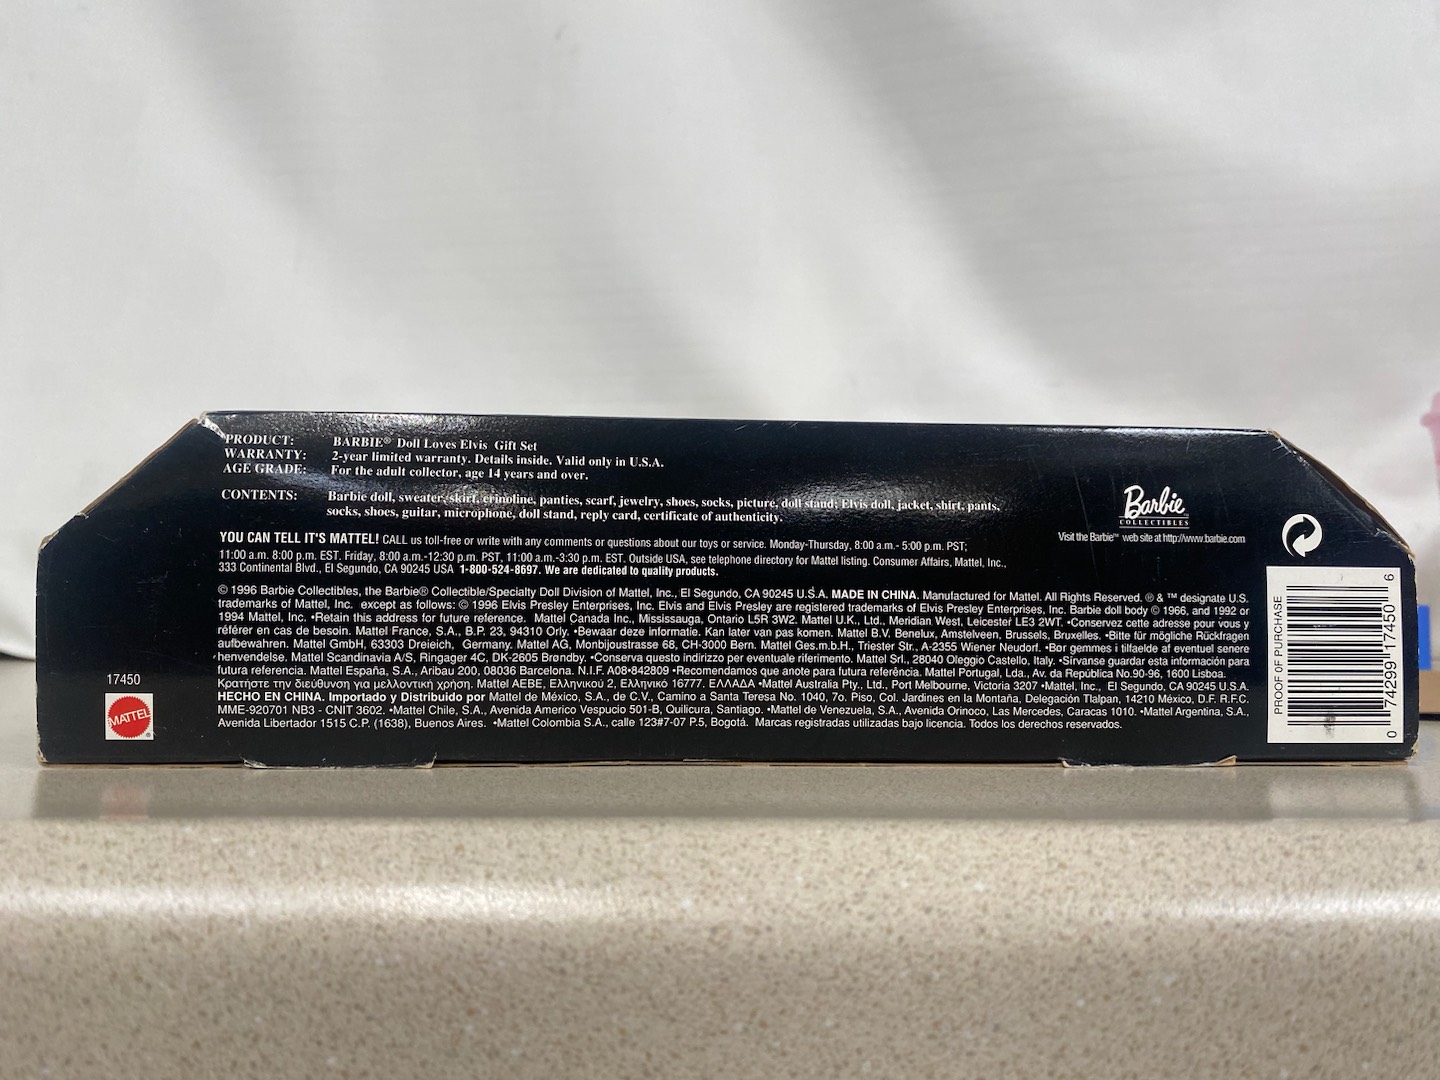 PRODUCT: BARBIE® Doll Loves Elvis Gift Set
WARRANTY: 2-year limited warranty. Details inside. Valid only in U.S.A.
AGE GRADE: For the adult collector, age 14 years and over.
CONTENTS: Barbie doll, sweater, skirt, crinoline, panties, scarf, jewelry, shoes, socks, picture, doll stand; Elvis doll, jacket, shirt, pants,
socks, shoes, guitar, microphone, doll stand, reply card, certificate of authenticity.
YOU CAN TELL IT'S MATTEL! CALL us toll-free or write with any comments or questions about our toys or service. Monday-Thursday, 8:00 a.m.- 5:00 p.m. PST;
11:00 a.m. 8:00 p.m. EST. Friday, 8:00 a.m.-12:30 p.m. PST, 11:00 a.m.-3:30 p.m. EST. Outside USA, see telephone directory for Mattel listing. Consumer Affairs, Mattel, Inc.,
333 Continental Blvd., El Segundo, CA 90245 USA 1-800-524-8697. We are dedicated to quality products.
Barbie
COLLECTIBLES
Visit the Barbie™ web site at http://www.barbie.com
© 1996 Barbie Collectibles, the Barbie® Collectible/Specialty Doll Division of Mattel, Inc., El Segundo, CA 90245 U.S.A. MADE IN CHINA. Manufactured for Mattel. All Rights Reserved. ® & ™ designate U.S.
trademarks of Mattel, Inc. except as follows: © 1996 Elvis Presley Enterprises, Inc. Elvis and Elvis Presley are registered trademarks of Elvis Presley Enterprises, Inc. Barbie doll body © 1966, and 1992 or
1994 Mattel, Inc. •Retain this address for future reference. Mattel Canada Inc., Mississauga, Ontario L5R 3W2. Mattel U.K., Ltd., Meridian West, Leicester LE3 2WT. •Conservez cette adresse pour vous y
référer en cas de besoin. Mattel France, S.A., B.P. 23, 94310 Orly. •Bewaar deze informatie. Kan later van pas komen. Mattel B.V. Benelux, Amstelveen, Brussels, Bruxelles. •Bitte für mögliche Rückfragen
aufbewahren. Mattel GmbH, 63303 Dreieich, Germany. Mattel AG, Monbijoustrasse 68, CH-3000 Bern. Mattel Ges.m.b.H., Triester Str., A-2355 Wiener Neudorf. •Bør gemmes i tilfaelde af eventuel senere
henvendelse. Mattel Scandinavia A/S, Ringager 4C, DK-2605 Brøndby. •Conserva questo indirizzo per eventuale riferimento. Mattel Srl., 28040 Oleggio Castello, Italy. •Sírvanse guardar esta información para
futura referencia. Mattel España, S.A., Aribau 200, 08036 Barcelona. N.I.F. A08•842809 •Recomendamos que anote para futura referência. Mattel Portugal, Lda., Av. da República No.90-96, 1600 Lisboa.
Κρατήστε την διεύθυνση για μελλοντική χρήση. Mattel AEBE, Ελληνικού 2, Ελληνικό 16777. ΕΛΛΑΔΑ •Mattel Australia Pty., Ltd., Port Melbourne, Victoria 3207 •Mattel, Inc., El Segundo, CA 90245 U.S.A.
HECHO EN CHINA. Importado y Distribuido por Mattel de México, S.A., de C.V., Camino a Santa Teresa No. 1040, 7o. Piso, Col. Jardines en la Montaña, Delegación Tlalpan, 14210 México, D.F. R.F.C.
MME-920701 NB3 - CNIT 3602. •Mattel Chile, S.A., Avenida Americo Vespucio 501-B, Quilicura, Santiago. •Mattel de Venezuela, S.A., Avenida Orinoco, Las Mercedes, Caracas 1010. •Mattel Argentina, S.A.,
Avenida Libertador 1515 C.P. (1638), Buenos Aires. •Mattel Colombia S.A., calle 123#7-07 P.5, Bogotá. Marcas registradas utilizadas bajo licencia. Todos los derechos reservados.
17450
MATTEL®
PROOF OF PURCHASE
0 74299 17450 6